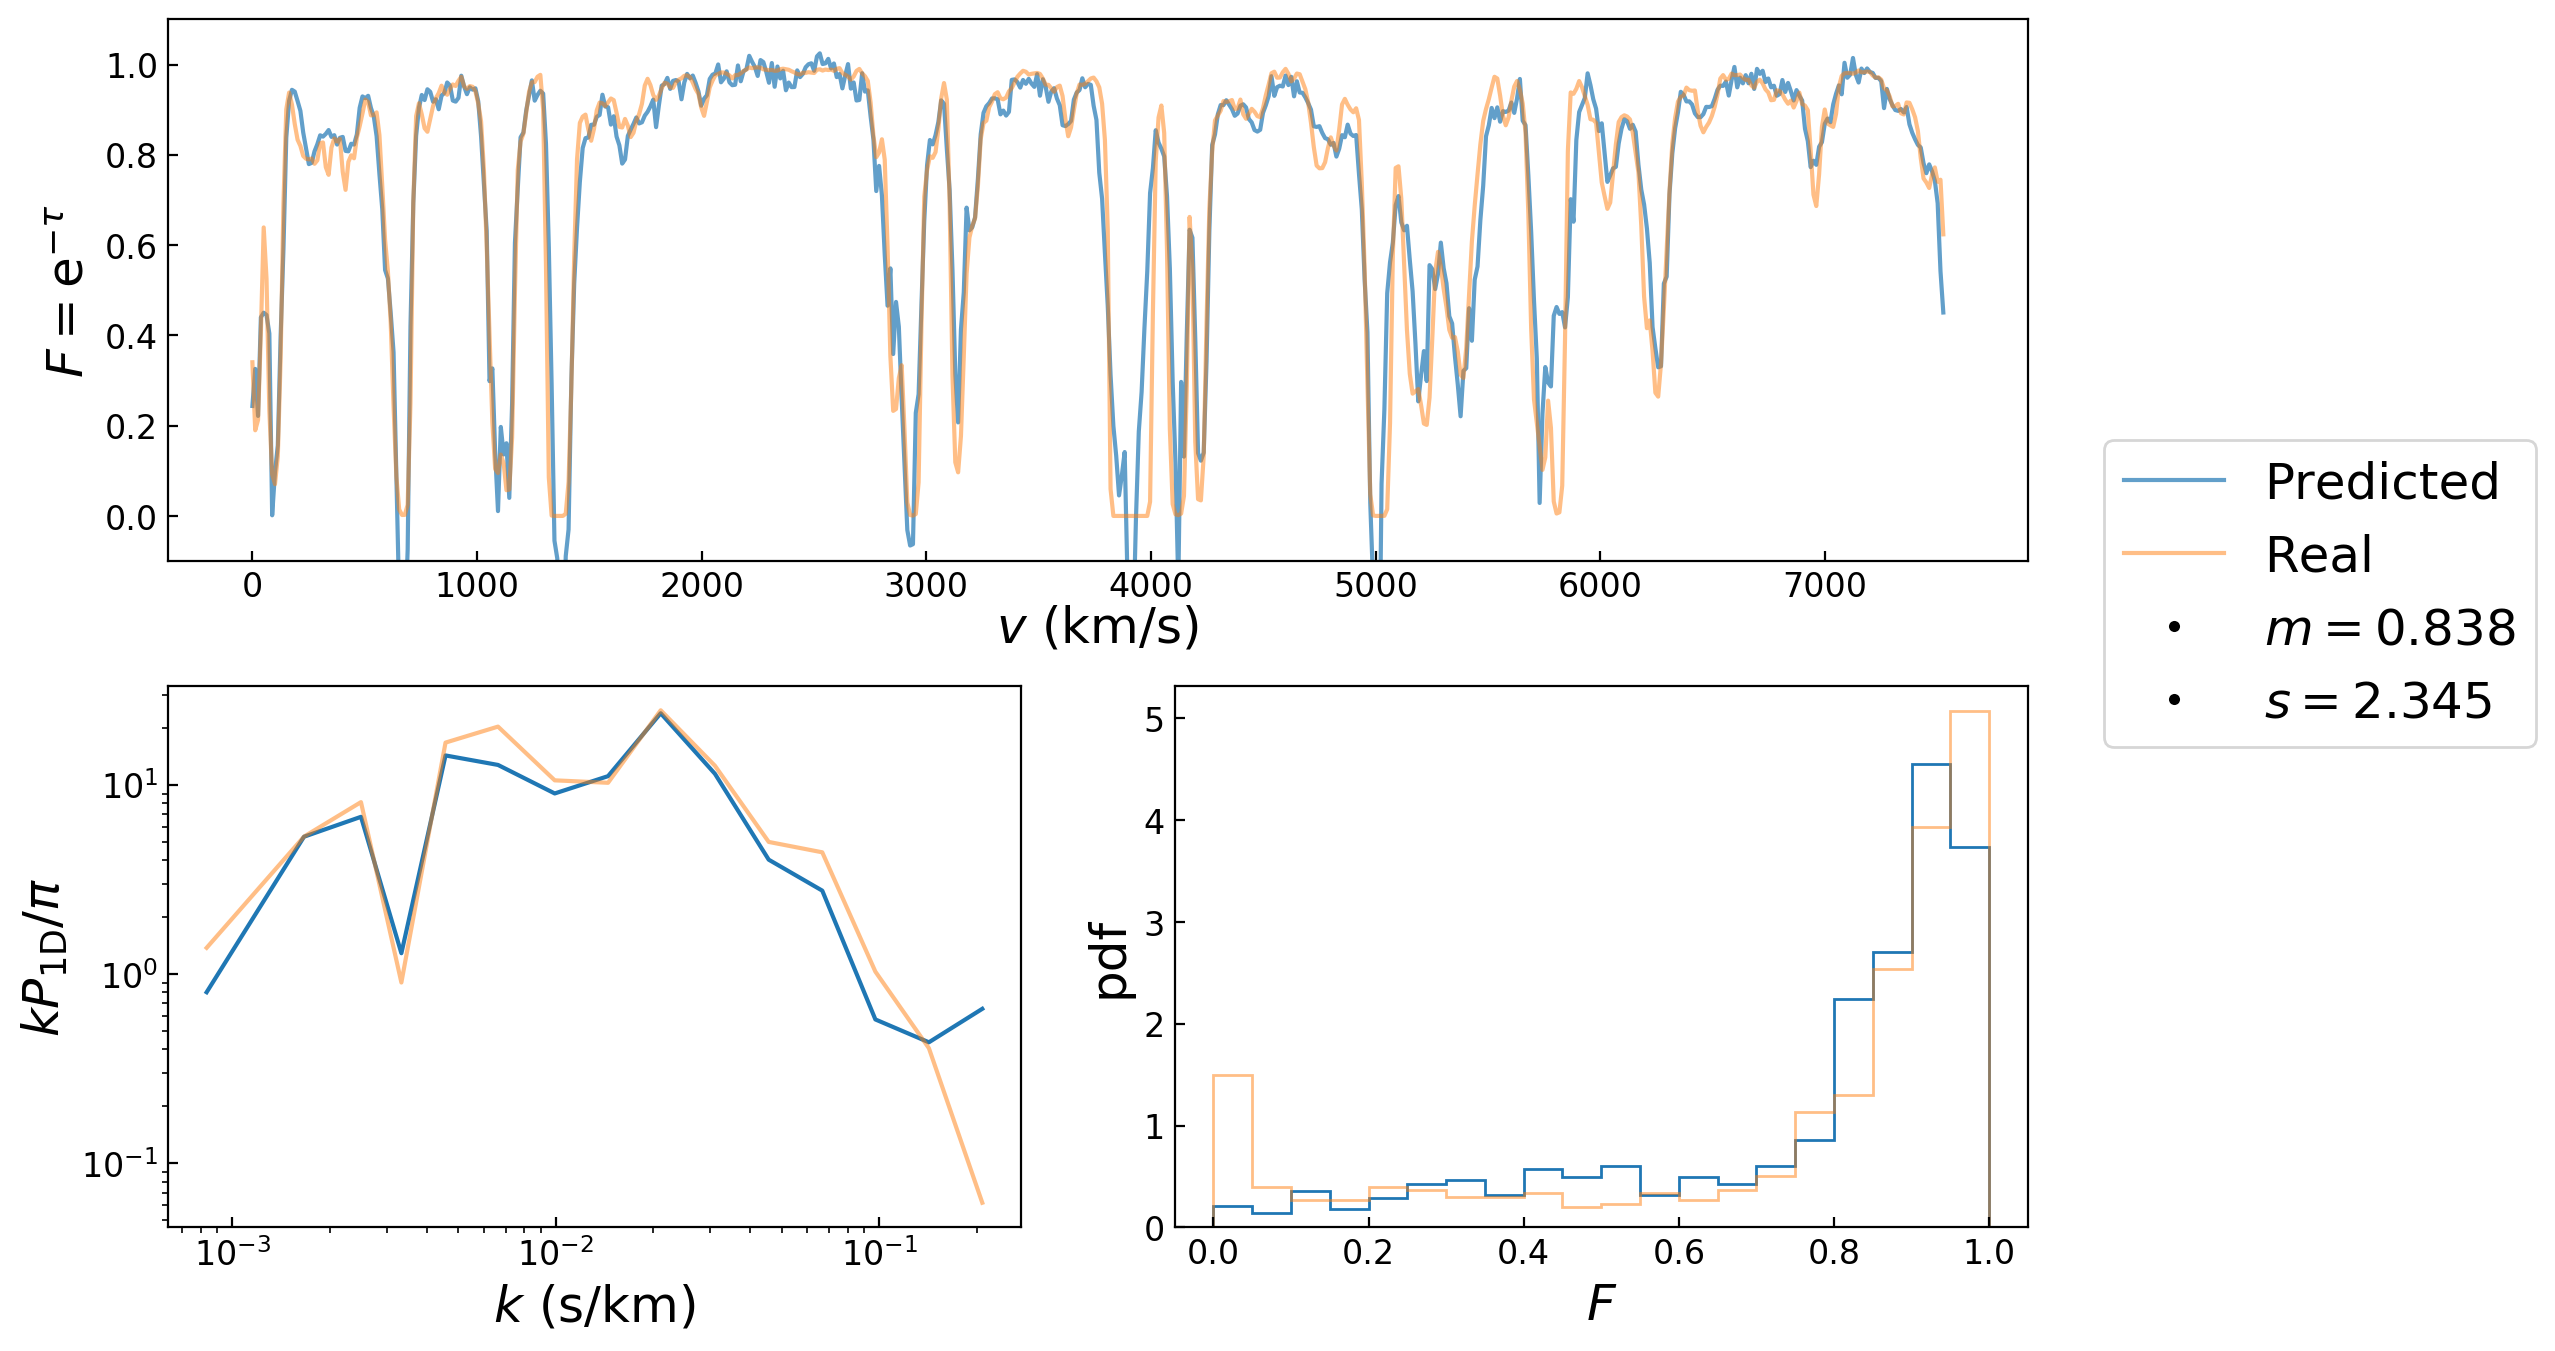 F = e^{−τ}
1.0
0.8
0.6
0.4
0.2
0.0
0 1000 2000 3000 4000 5000 6000 7000
v (km/s)
Predicted
Real
m = 0.838
s = 2.345
kP_{1D}/π
10^1
10^0
10^{−1}
10^{−3} 10^{−2} 10^{−1}
k (s/km)
pdf
5
4
3
2
1
0
0.0 0.2 0.4 0.6 0.8 1.0
F